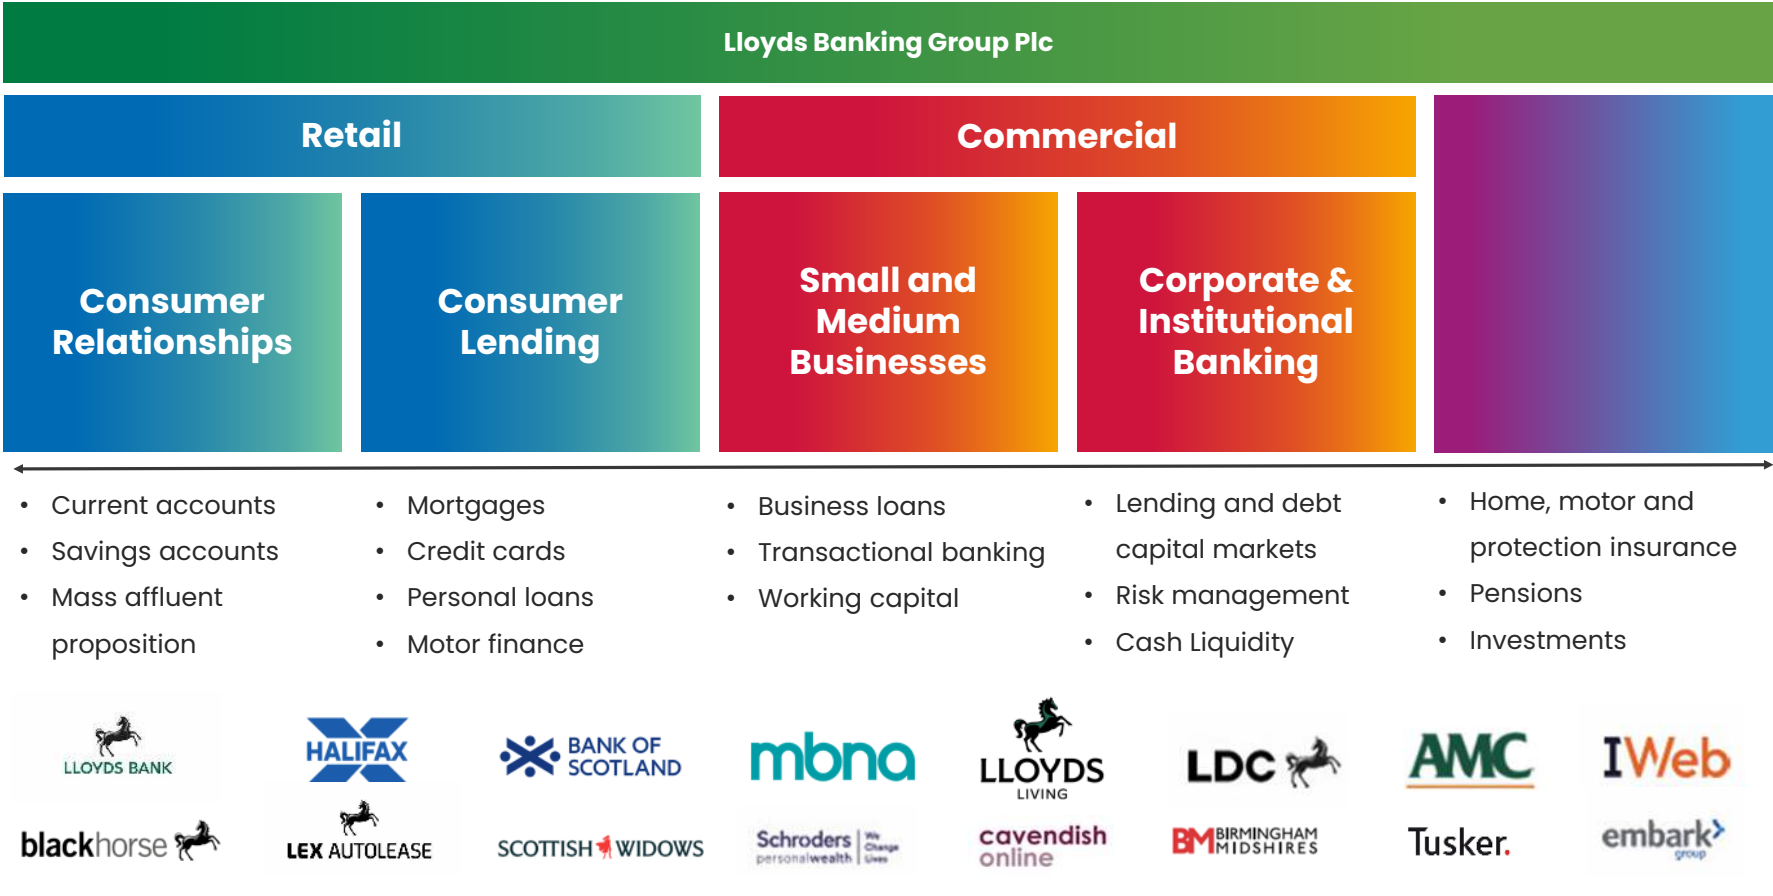 Lloyds Banking Group Plc
Retail
Commercial
Consumer
Relationships
Consumer
Lending
Small and
Medium
Businesses
Corporate &
Institutional
Banking
• Current accounts
• Savings accounts
• Mass affluent
proposition
• Mortgages
• Credit cards
• Personal loans
• Motor finance
• Business loans
• Transactional banking
• Working capital
• Lending and debt
capital markets
• Risk management
• Cash Liquidity
• Home, motor and
protection insurance
• Pensions
• Investments
LLOYDS BANK
HALIFAX
BANK OF
SCOTLAND
mbna
LLOYDS
LIVING
LDC
AMC
IWeb
blackhorse
LEX AUTOLEASE
SCOTTISH WIDOWS
Schroders
personalwealth
We
Change
Lives
cavendish
online
BM BIRMINGHAM
MIDSHIRES
Tusker.
embark
group